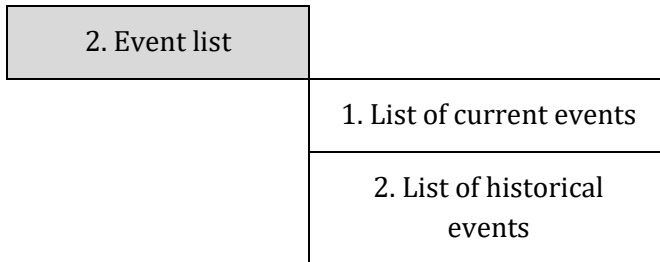 2. Event list
1. List of current events
2. List of historical
events